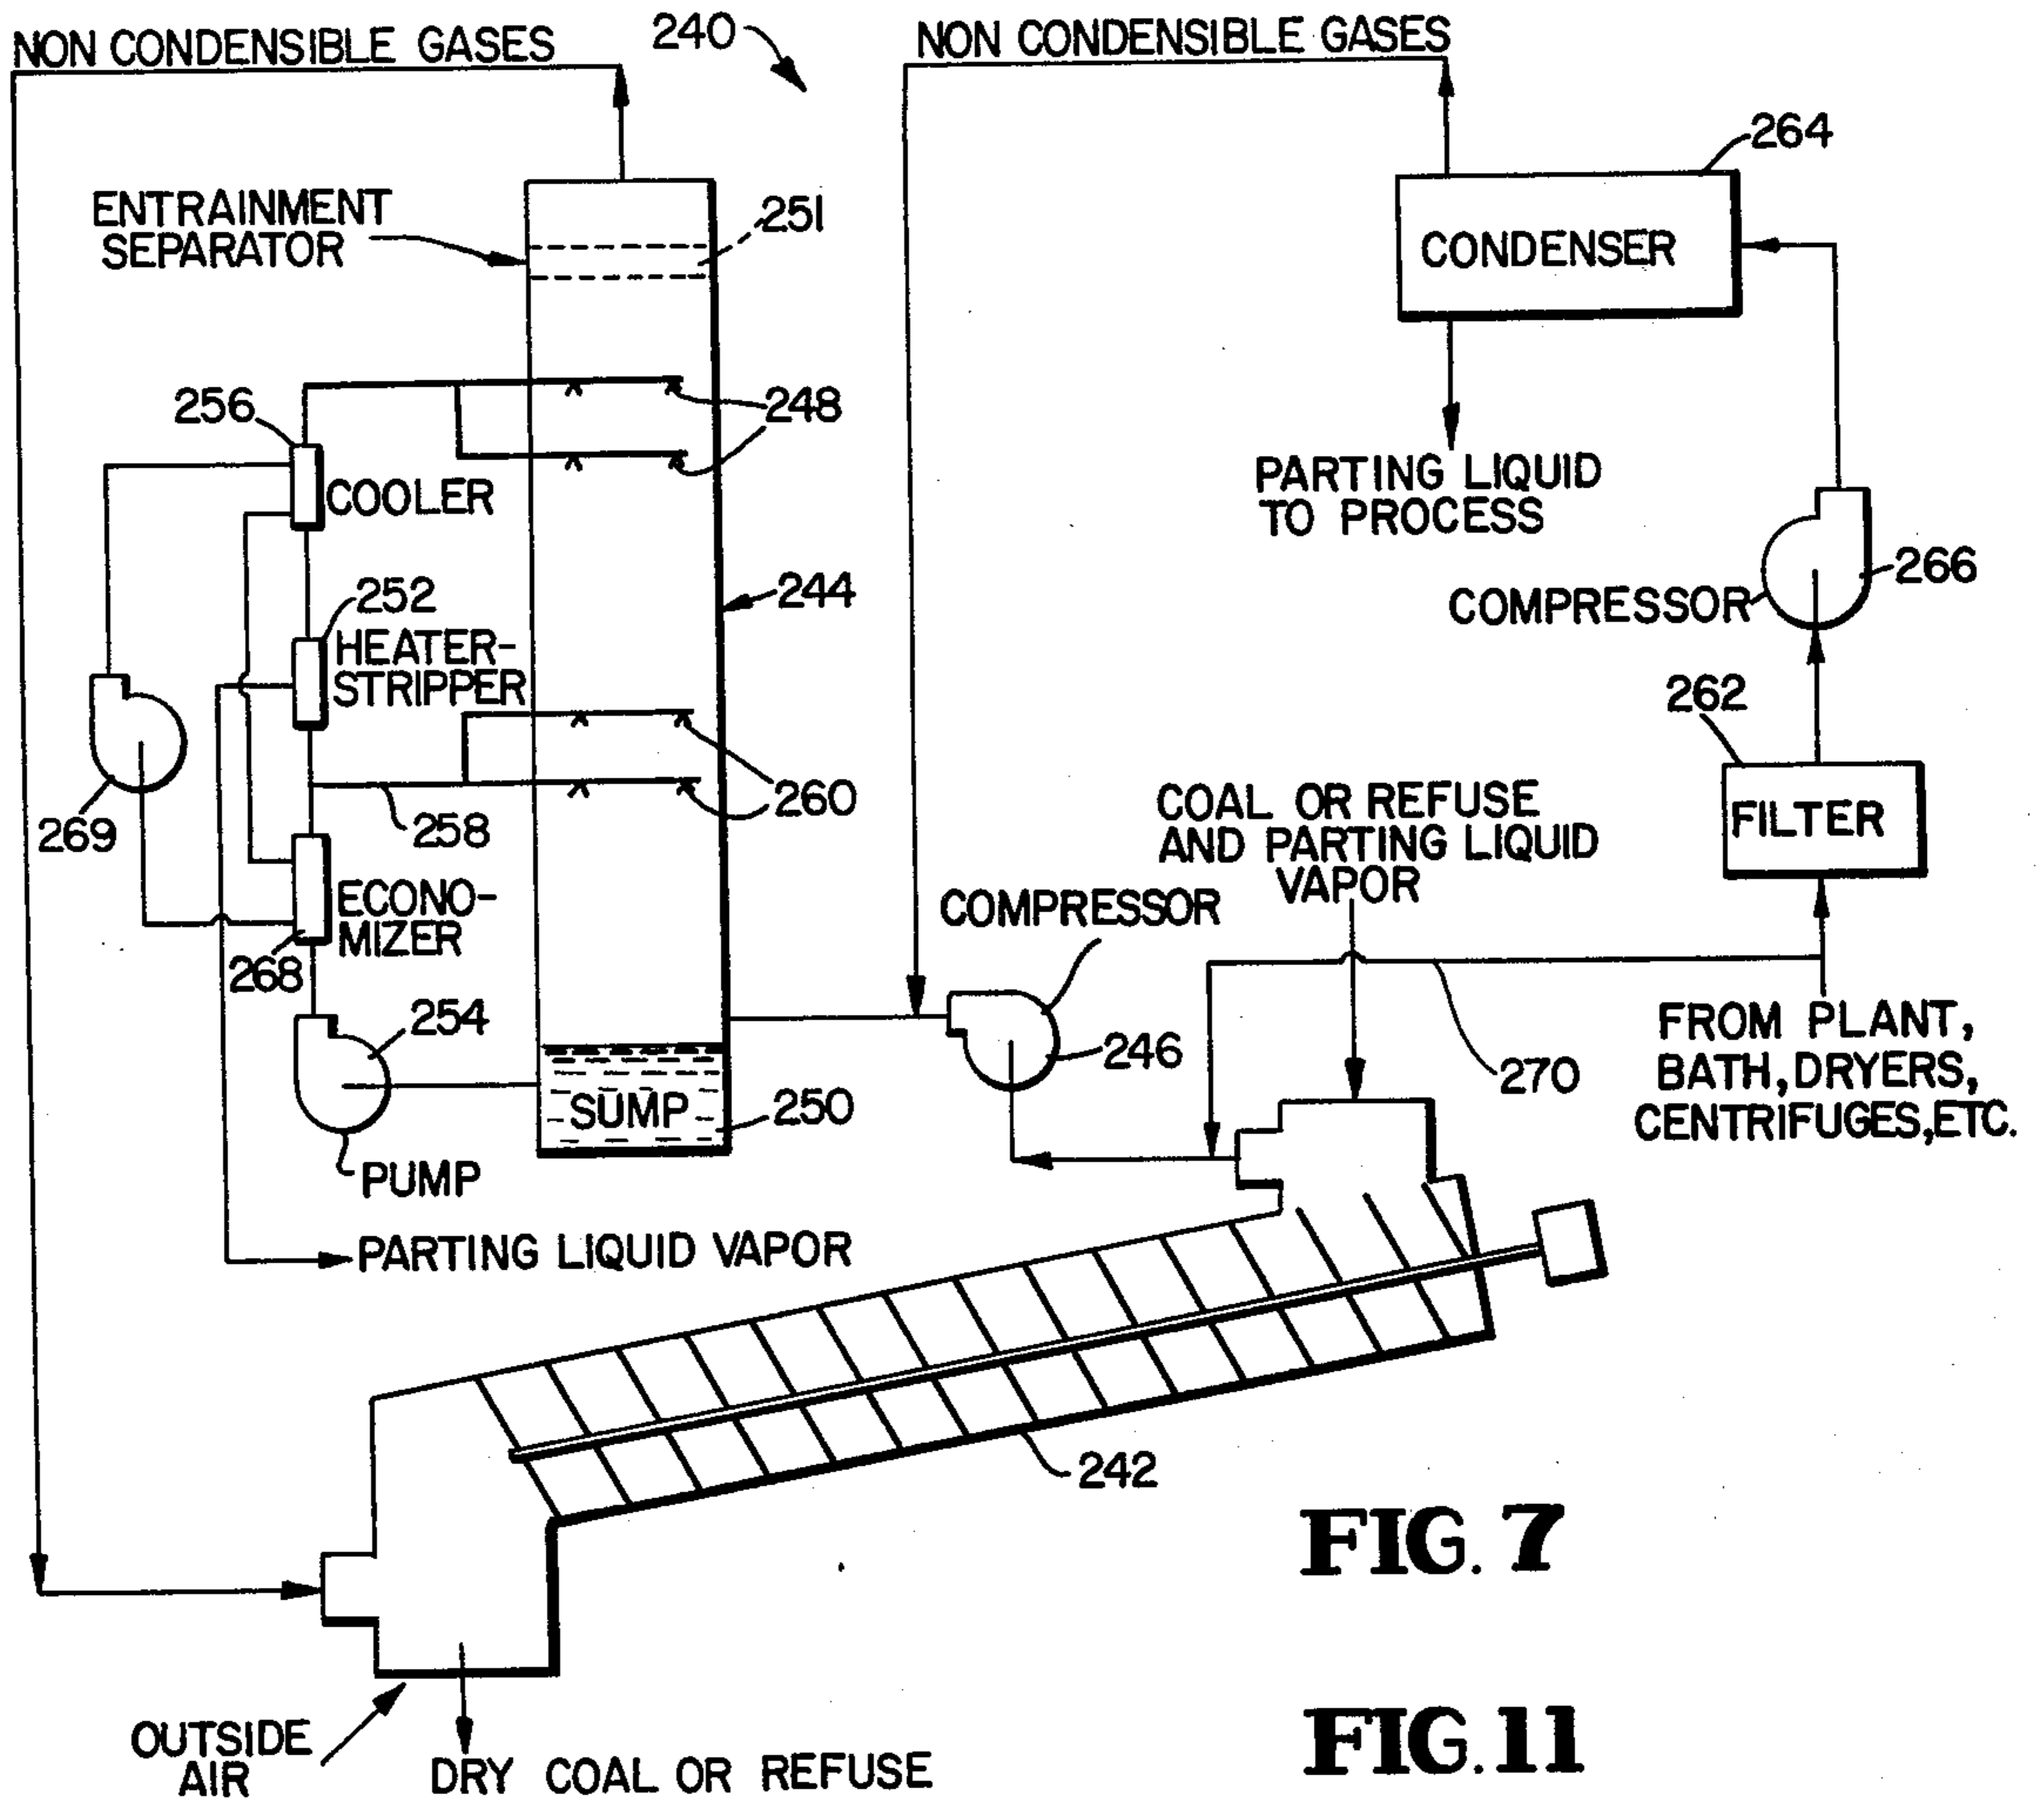 NON CONDENSIBLE GASES
240
NON CONDENSIBLE GASES
264
ENTRAINMENT
SEPARATOR
251
CONDENSER
256
248
COOLER
PARTING LIQUID
TO PROCESS
252
244
266
COMPRESSOR
HEATER-
STRIPPER
262
269
258
260
COAL OR REFUSE
AND PARTING LIQUID
VAPOR
FILTER
ECONO-
MIZER
268
COMPRESSOR
254
246
270
FROM PLANT,
BATH, DRYERS,
CENTRIFUGES, ETC.
SUMP
250
PUMP
PARTING LIQUID VAPOR
242
FIG. 7
OUTSIDE
AIR
DRY COAL OR REFUSE
FIG. 11